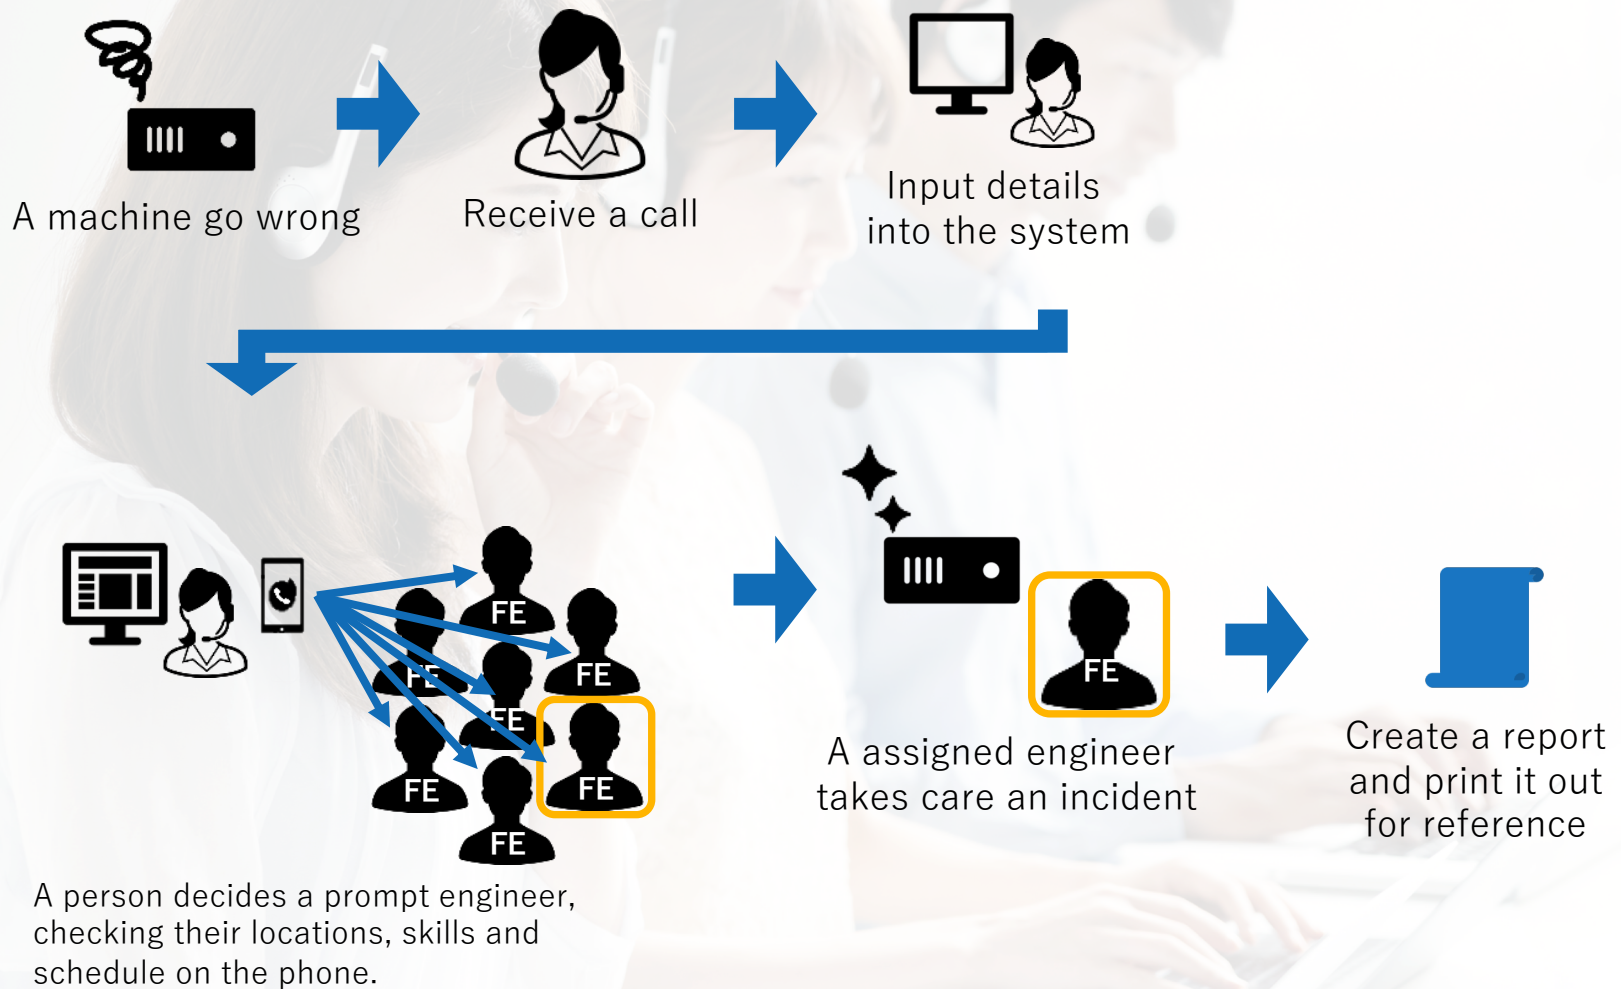 A machine go wrong
Receive a call
Input details
into the system
FE
FE
FE
FE
FE
FE
FE
A person decides a prompt engineer,
checking their locations, skills and
schedule on the phone.
FE
A assigned engineer
takes care an incident
Create a report
and print it out
for reference